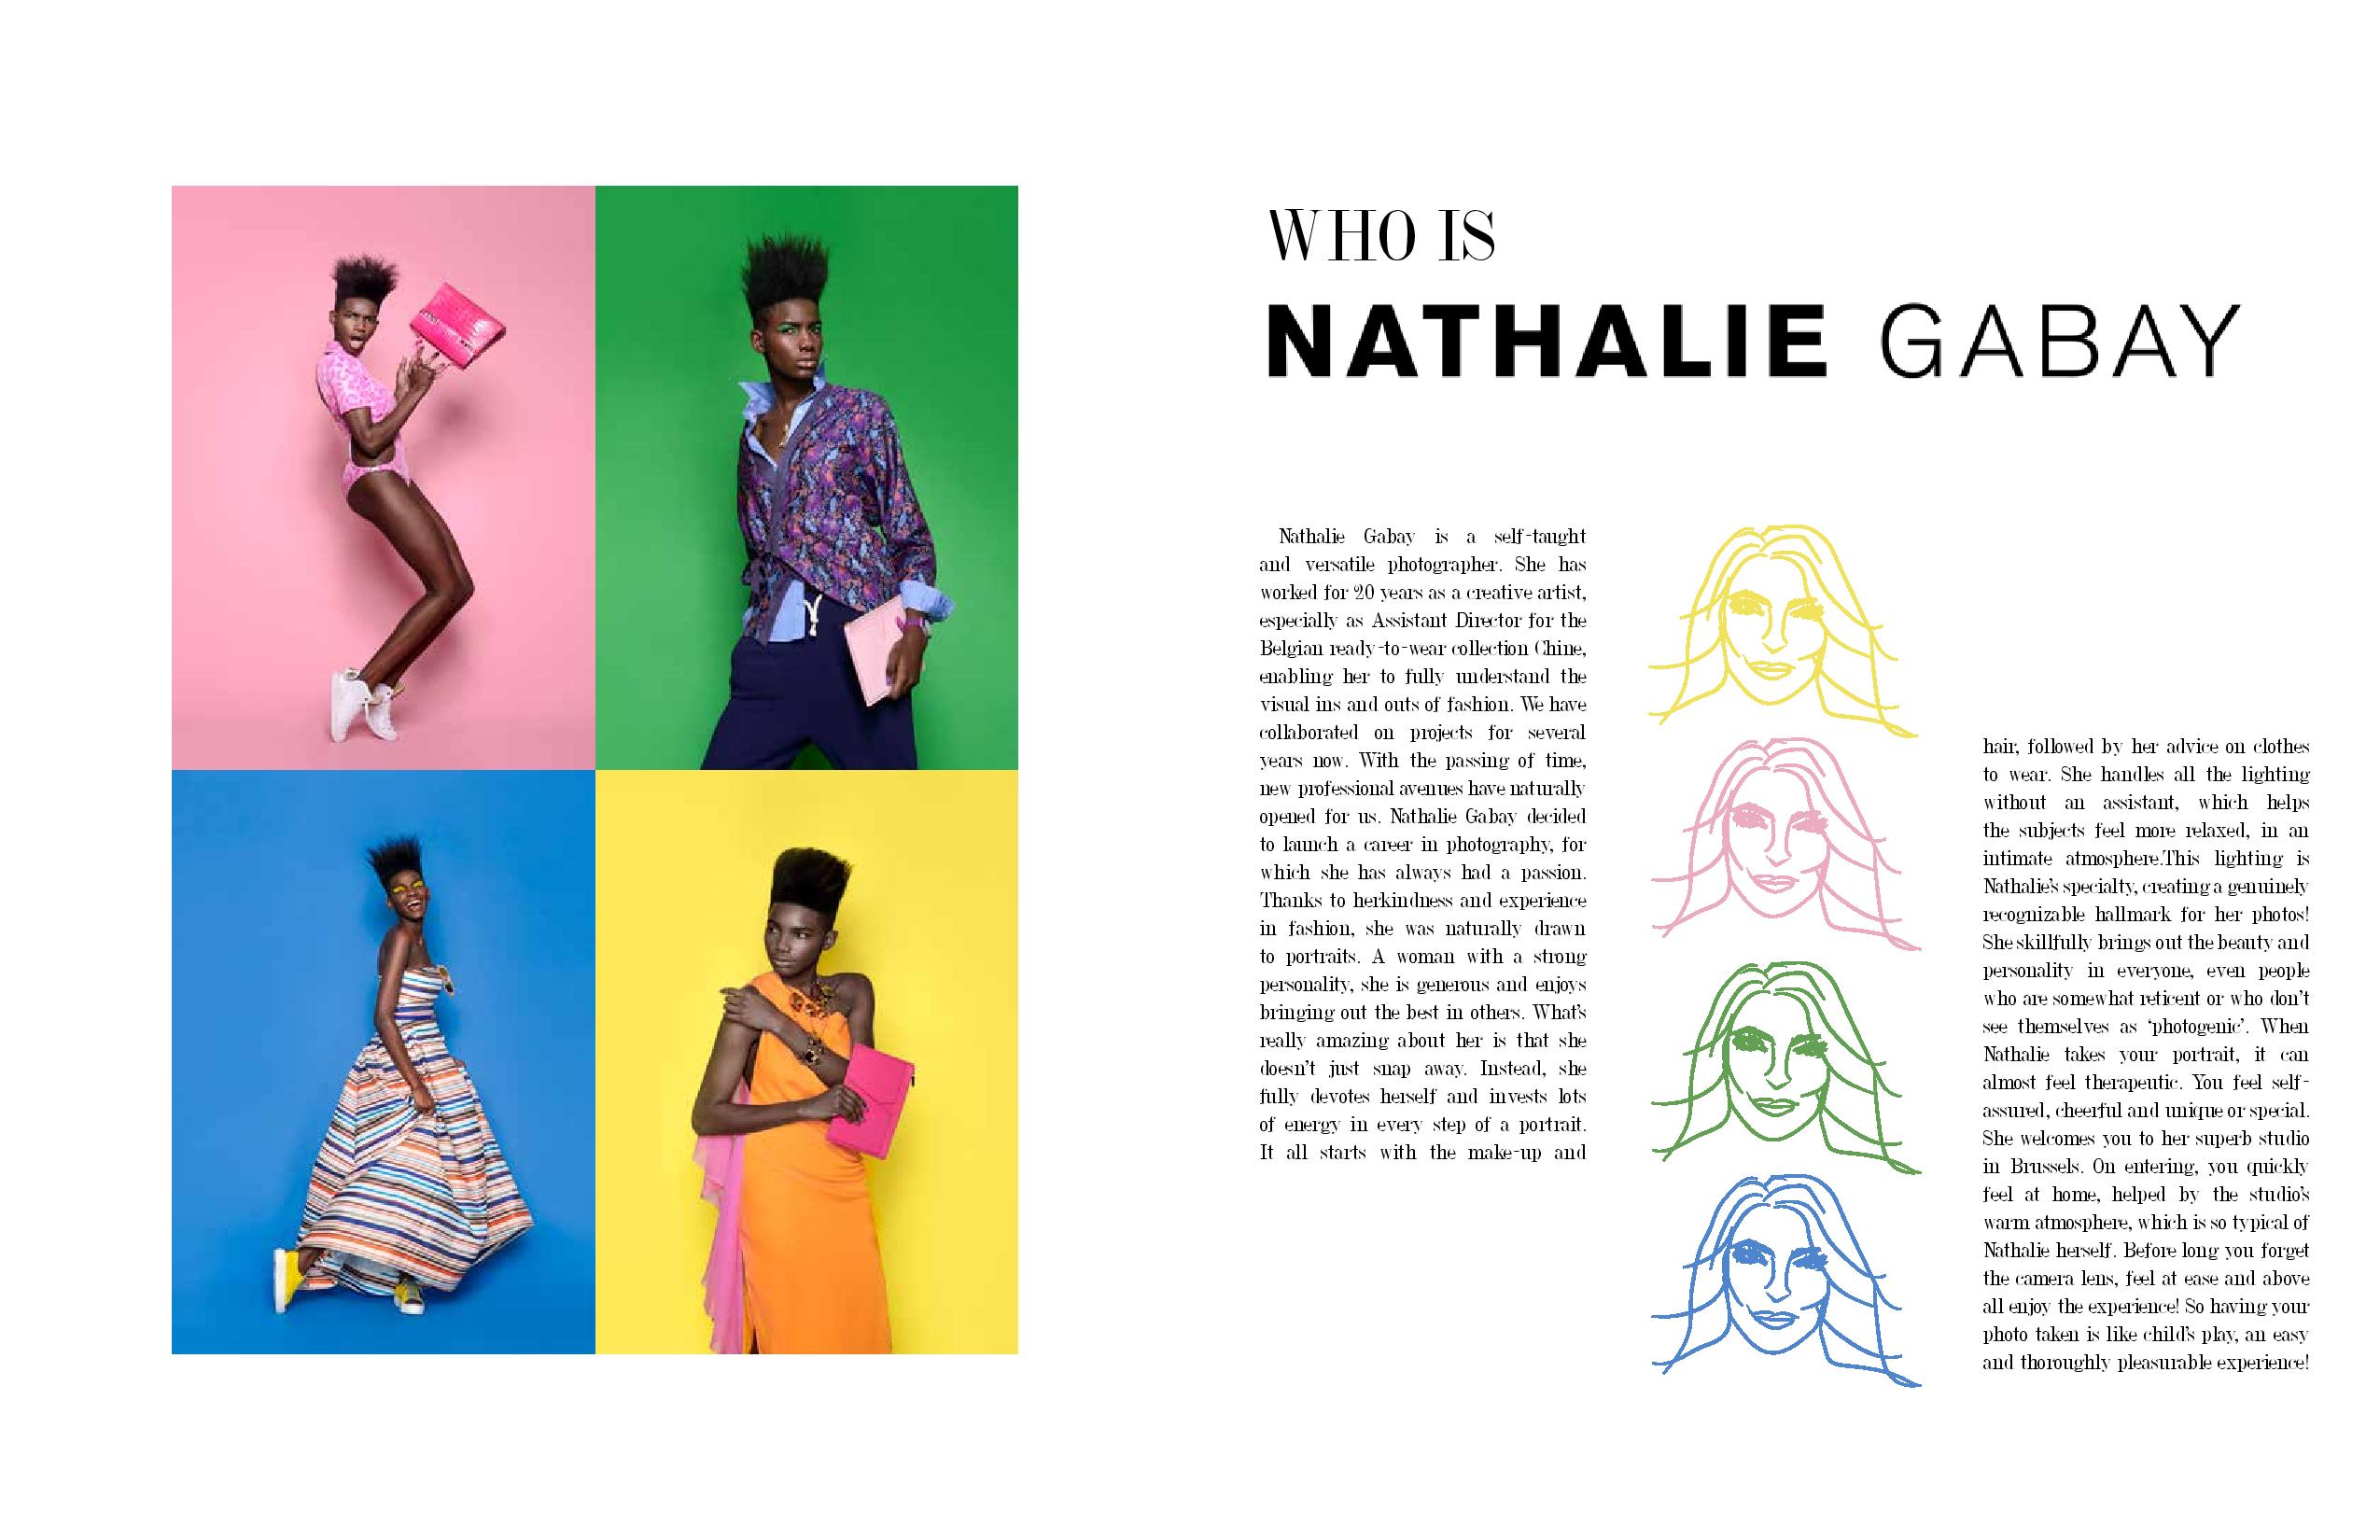 WHO IS
NATHALIE GABAY
Nathalie Gabay is a self-taught
and versatile photographer. She has
worked for 20 years as a creative artist,
especially as Assistant Director for the
Belgian ready-to-wear collection Chine,
enabling her to fully understand the
visual ins and outs of fashion. We have
collaborated on projects for several
years now. With the passing of time,
new professional avenues have naturally
opened for us. Nathalie Gabay decided
to launch a career in photography, for
which she has always had a passion.
Thanks to herkindness and experience
in fashion, she was naturally drawn
to portraits. A woman with a strong
personality, she is generous and enjoys
bringing out the best in others. What's
really amazing about her is that she
doesn't just snap away. Instead, she
fully devotes herself and invests lots
of energy in every step of a portrait.
It all starts with the make-up and
hair, followed by her advice on clothes
to wear. She handles all the lighting
without an assistant, which helps
the subjects feel more relaxed, in an
intimate atmosphere.This lighting is
Nathalie's specialty, creating a genuinely
recognizable hallmark for her photos!
She skillfully brings out the beauty and
personality in everyone, even people
who are somewhat reticent or who don't
see themselves as ‘photogenic’. When
Nathalie takes your portrait, it can
almost feel therapeutic. You feel self-
assured, cheerful and unique or special.
She welcomes you to her superb studio
in Brussels. On entering, you quickly
feel at home, helped by the studio's
warm atmosphere, which is so typical of
Nathalie herself. Before long you forget
the camera lens, feel at ease and above
all enjoy the experience! So having your
photo taken is like child's play, an easy
and thoroughly pleasurable experience!